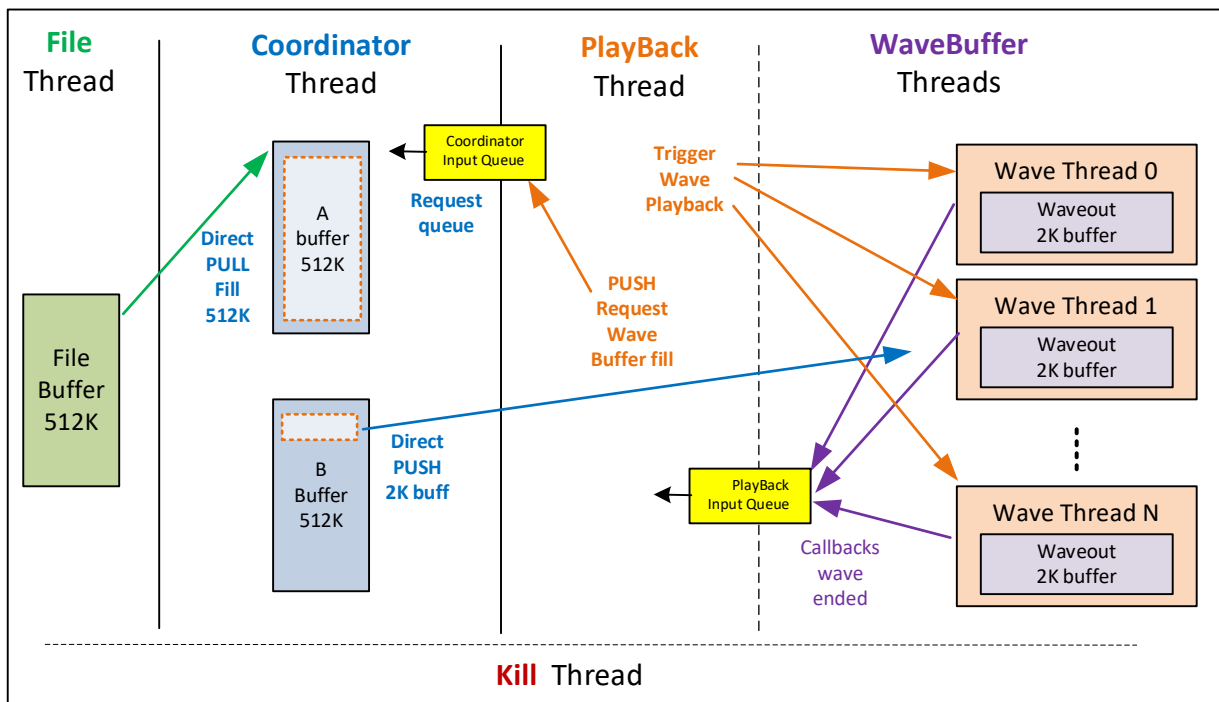 File
Thread
Coordinator
Thread
PlayBack
Thread
WaveBuffer
Threads
File
Buffer
512K
Direct
PULL
Fill
512K
A
buffer
512K
B
Buffer
512K
Coordinator
Input Queue
Request
queue
Direct
PUSH
2K buff
PUSH
Request
Wave
Buffer fill
Trigger
Wave
Playback
PlayBack
Input Queue
Callbacks
wave
ended
Wave Thread 0
Waveout
2K buffer
Wave Thread 1
Waveout
2K buffer
Wave Thread N
Waveout
2K buffer
Kill Thread